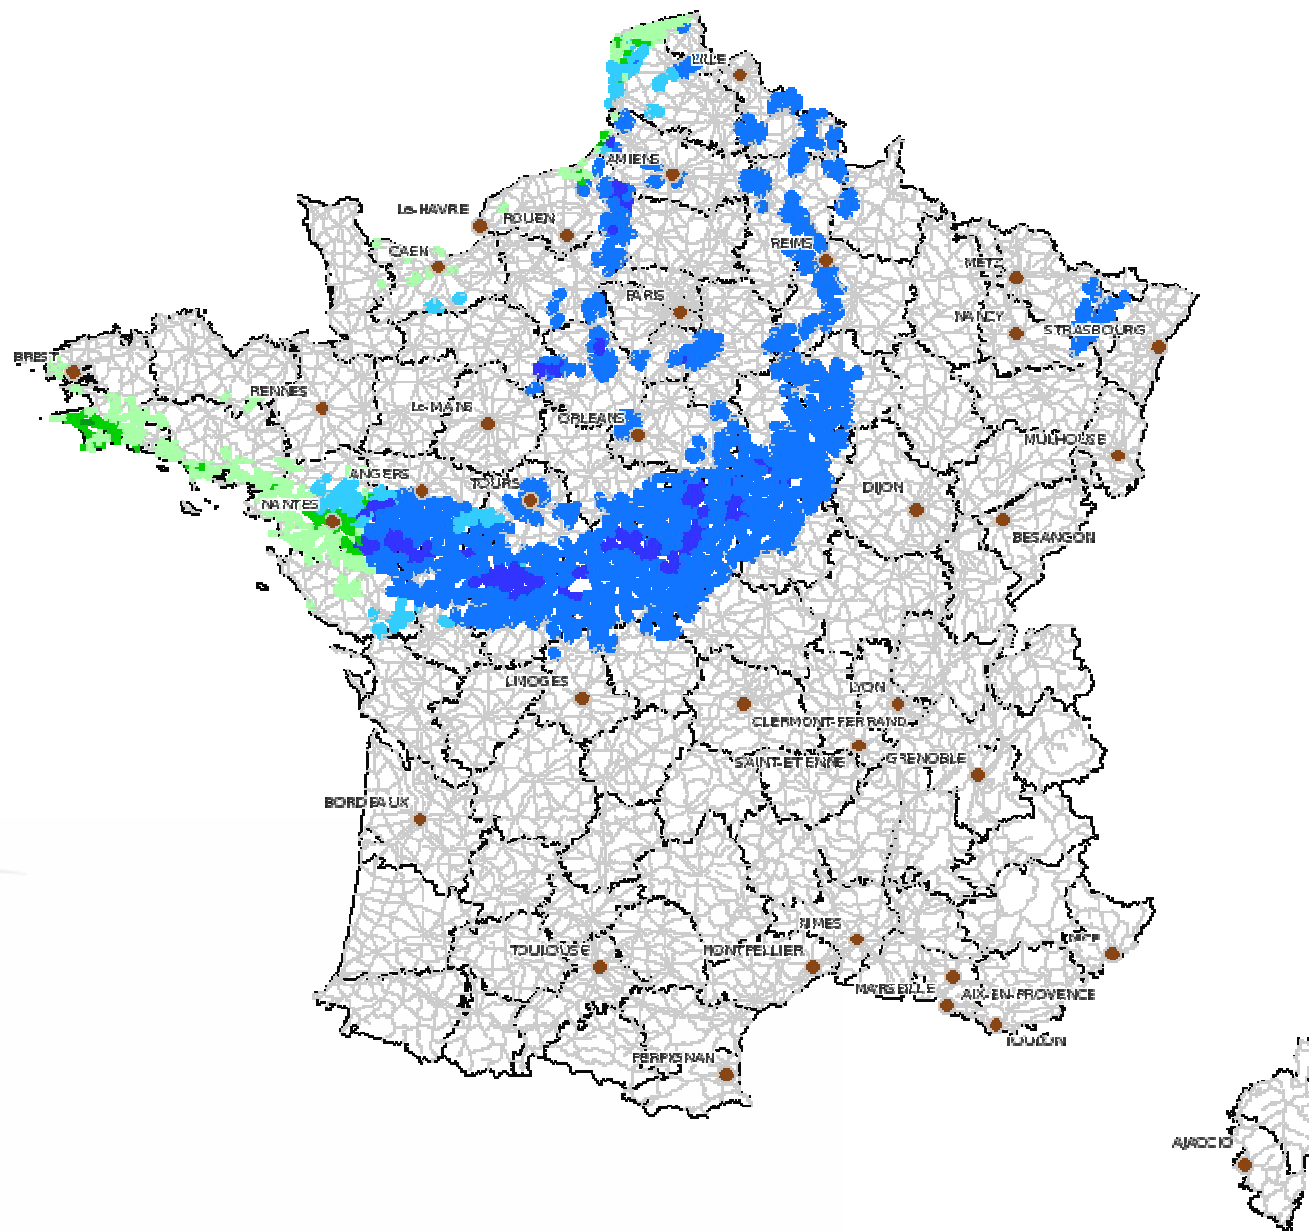 LILLE
AMIENS
Le-HAVRE
ROUEN
CAEN
REIMS
METZ
PARIS
NANCY
STRASBOURG
BREST
RENNES
Le-MANS
ORLEANS
MULHOUSE
ANGERS
TOURS
DIJON
NANTES
BESANCON
LIMOGES
LYON
CLERMONT-FERRAND
SAINT-ETIENNE
GRENOBLE
BORDEAUX
NIMES
NICE
TOULOUSE
MONTPELLIER
MARSEILLE
AIX-EN-PROVENCE
TOULON
PERPIGNAN
AJACCIO